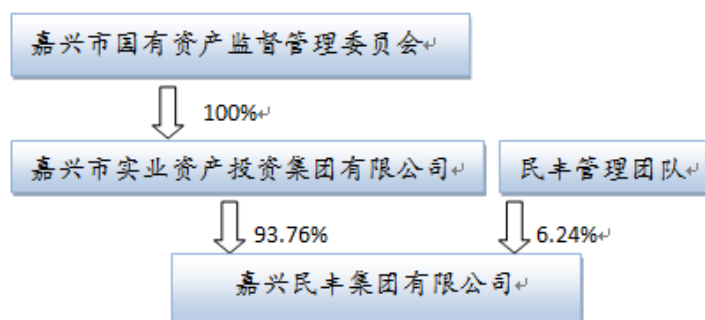 嘉兴市国有资产监督管理委员会
100%
嘉兴市实业资产投资集团有限公司 民丰管理团队
93.76% 6.24%
嘉兴民丰集团有限公司